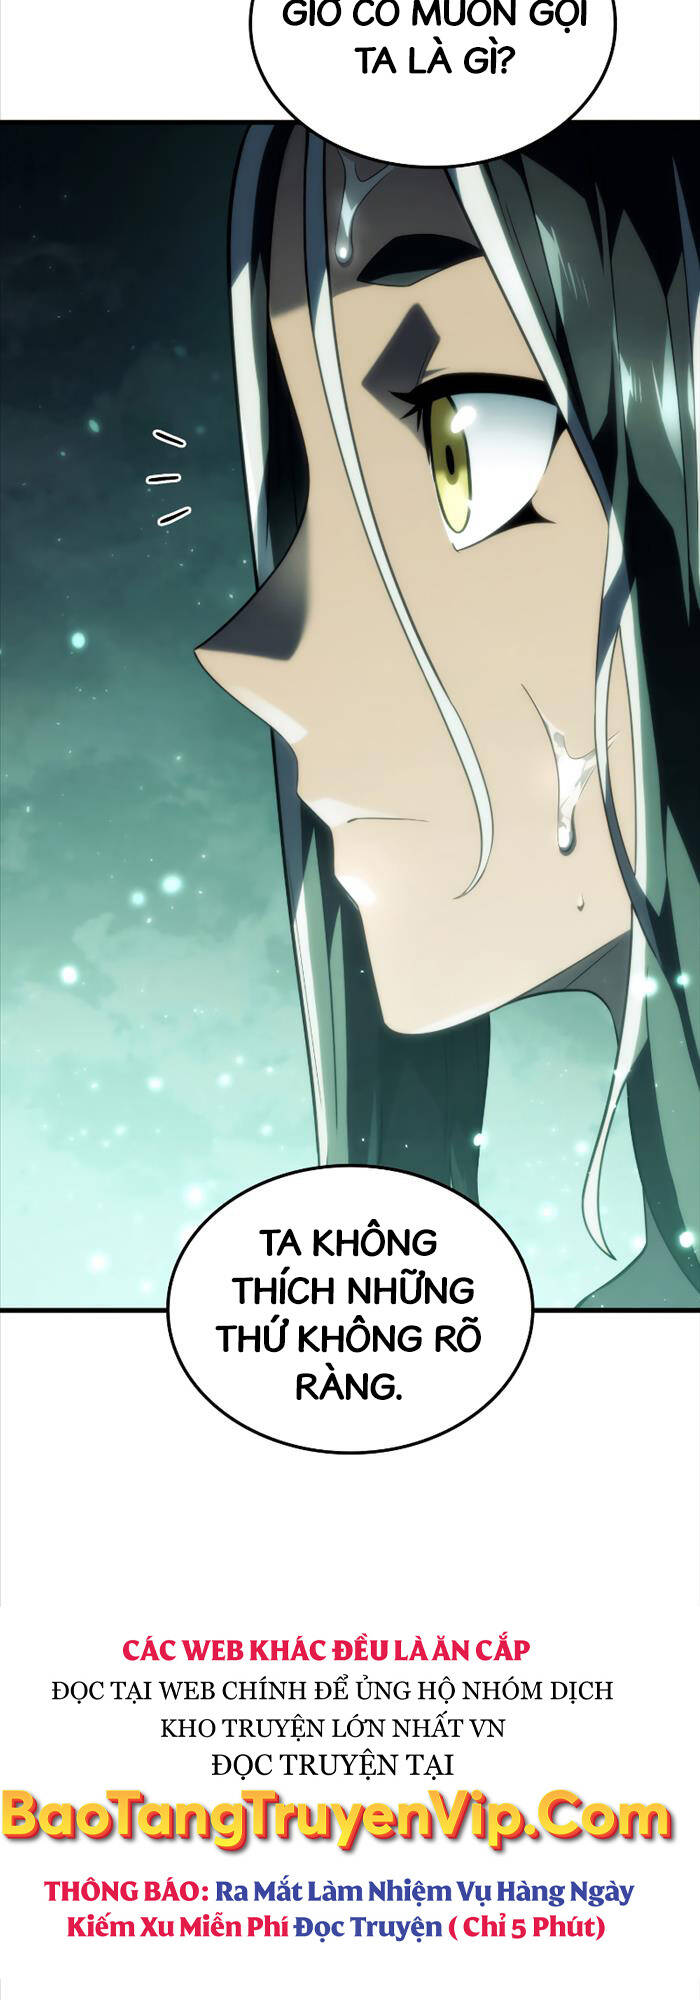 GIỜ CÔ MUỐN GỌI
TA LÀ GÌ?
TA KHÔNG
THÍCH NHỮNG
THỨ KHÔNG RÕ
RÀNG.
CÁC WEB KHÁC ĐỀU LÀ ĂN CẮP
ĐỌC TẠI WEB CHÍNH ĐỂ ỦNG HỘ NHÓM DỊCH
KHO TRUYỆN LỚN NHẤT VN
ĐỌC TRUYỆN TẠI
BaoTangTruyenVip.Com
THÔNG BÁO: Ra Mắt Làm Nhiệm Vụ Hàng Ngày
Kiếm Xu Miễn Phí Đọc Truyện ( Chỉ 5 Phút)